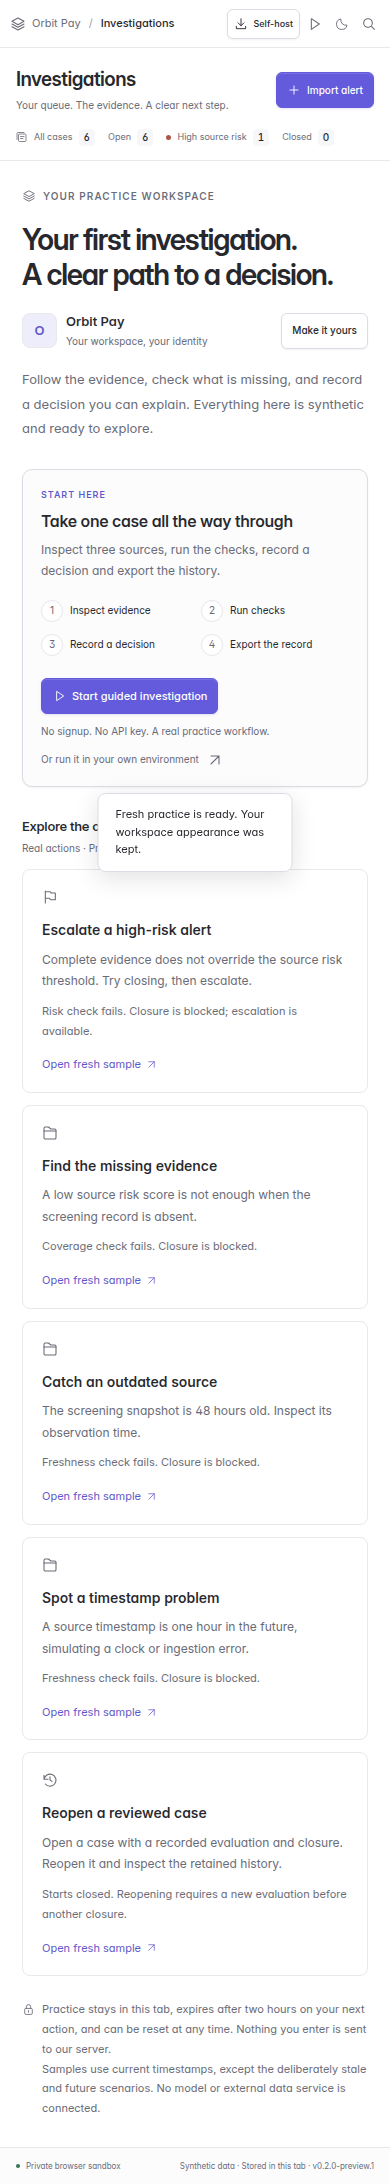 Orbit Pay / Investigations
Self-host
Investigations
Your queue. The evidence. A clear next step.
Import alert
All cases 6 Open 6 High source risk 1 Closed 0
YOUR PRACTICE WORKSPACE
Your first investigation.
A clear path to a decision.
O
Orbit Pay
Your workspace, your identity
Make it yours
Follow the evidence, check what is missing, and record
a decision you can explain. Everything here is synthetic
and ready to explore.
START HERE
Take one case all the way through
Inspect three sources, run the checks, record a
decision and export the history.
1 Inspect evidence
2 Run checks
3 Record a decision
4 Export the record
Start guided investigation
No signup. No API key. A real practice workflow.
Or run it in your own environment
Explore the
Real actions ·
Fresh practice is ready. Your
workspace appearance was
kept.
Escalate a high-risk alert
Complete evidence does not override the source risk
threshold. Try closing, then escalate.
Risk check fails. Closure is blocked; escalation is
available.
Open fresh sample
Find the missing evidence
A low source risk score is not enough when the
screening record is absent.
Coverage check fails. Closure is blocked.
Open fresh sample
Catch an outdated source
The screening snapshot is 48 hours old. Inspect its
observation time.
Freshness check fails. Closure is blocked.
Open fresh sample
Spot a timestamp problem
A source timestamp is one hour in the future,
simulating a clock or ingestion error.
Freshness check fails. Closure is blocked.
Open fresh sample
Reopen a reviewed case
Open a case with a recorded evaluation and closure.
Reopen it and inspect the retained history.
Starts closed. Reopening requires a new evaluation before
another closure.
Open fresh sample
Practice stays in this tab, expires after two hours on your next
action, and can be reset at any time. Nothing you enter is sent
to our server.
Samples use current timestamps, except the deliberately stale
and future scenarios. No model or external data service is
connected.
Private browser sandbox
Synthetic data · Stored in this tab · v0.2.0-preview.1